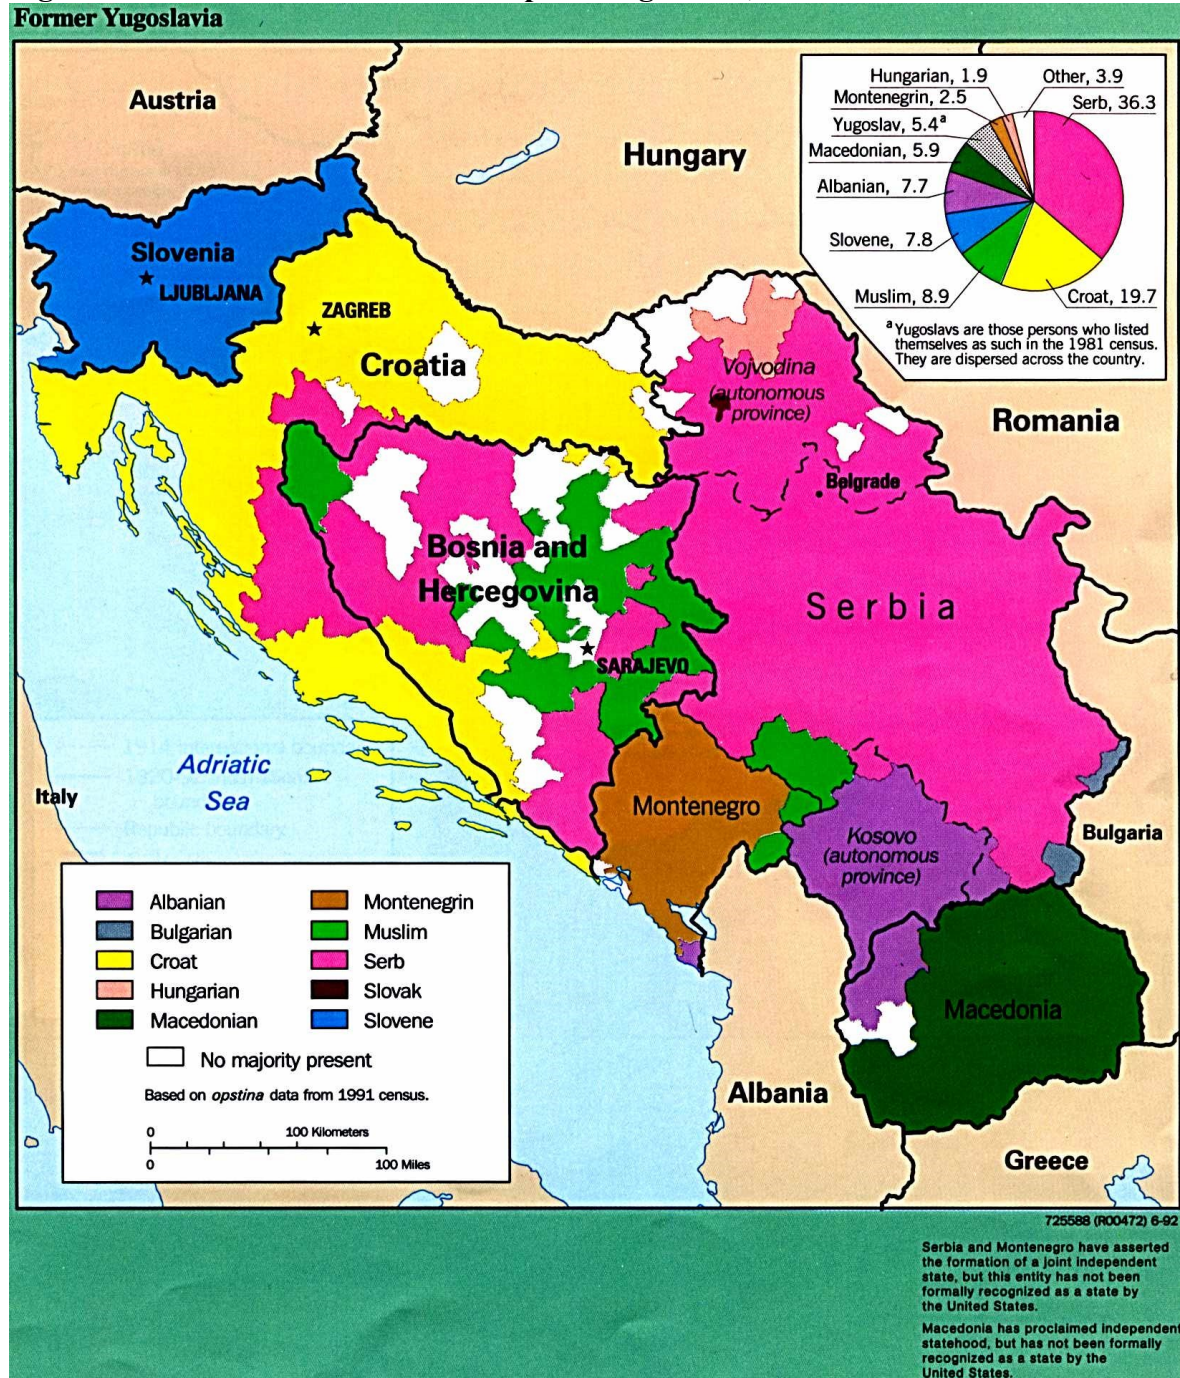 Former Yugoslavia
Austria
Hungary
Hungarian, 1.9
Other, 3.9
Montenegrin, 2.5
Serb, 36.3
Yugoslav, 5.4ᵃ
Macedonian, 5.9
Albanian, 7.7
Slovene, 7.8
Muslim, 8.9
Croat, 19.7
ᵃ Yugoslavs are those persons who listed
themselves as such in the 1981 census.
They are dispersed across the country.
Slovenia
LJUBLJANA
ZAGREB
Croatia
Vojvodina
(autonomous
province)
Romania
Belgrade
Bosnia and
Hercegovina
Serbia
SARAJEVO
Adriatic
Sea
Italy
Montenegro
Kosovo
(autonomous
province)
Bulgaria
Macedonia
Albania
Greece
Albanian
Bulgarian
Croat
Hungarian
Macedonian
Montenegrin
Muslim
Serb
Slovak
Slovene
No majority present
Based on opstina data from 1991 census.
0 100 Kilometers
0 100 Miles
725588 (R00472) 6-92
Serbia and Montenegro have asserted
the formation of a joint independent
state, but this entity has not been
formally recognized as a state by
the United States.
Macedonia has proclaimed independent
statehood, but has not been formally
recognized as a state by the
United States.